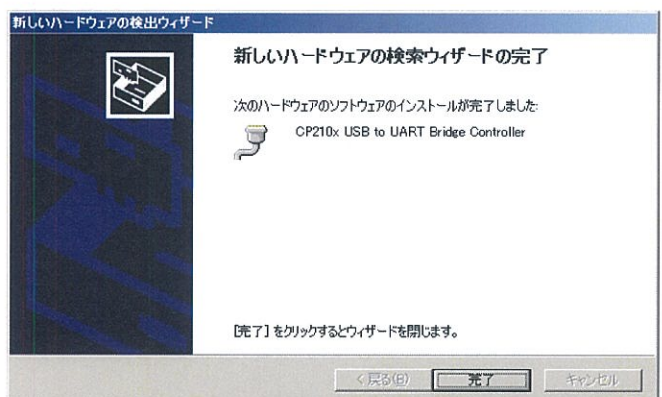 新しいハードウェアの検出ウィザード
新しいハードウェアの検索ウィザードの完了
次のハードウェアのソフトウェアのインストールが完了しました:
CP210x USB to UART Bridge Controller
[完了] をクリックするとウィザードを閉じます。
< 戻る(B)
完了
キャンセル